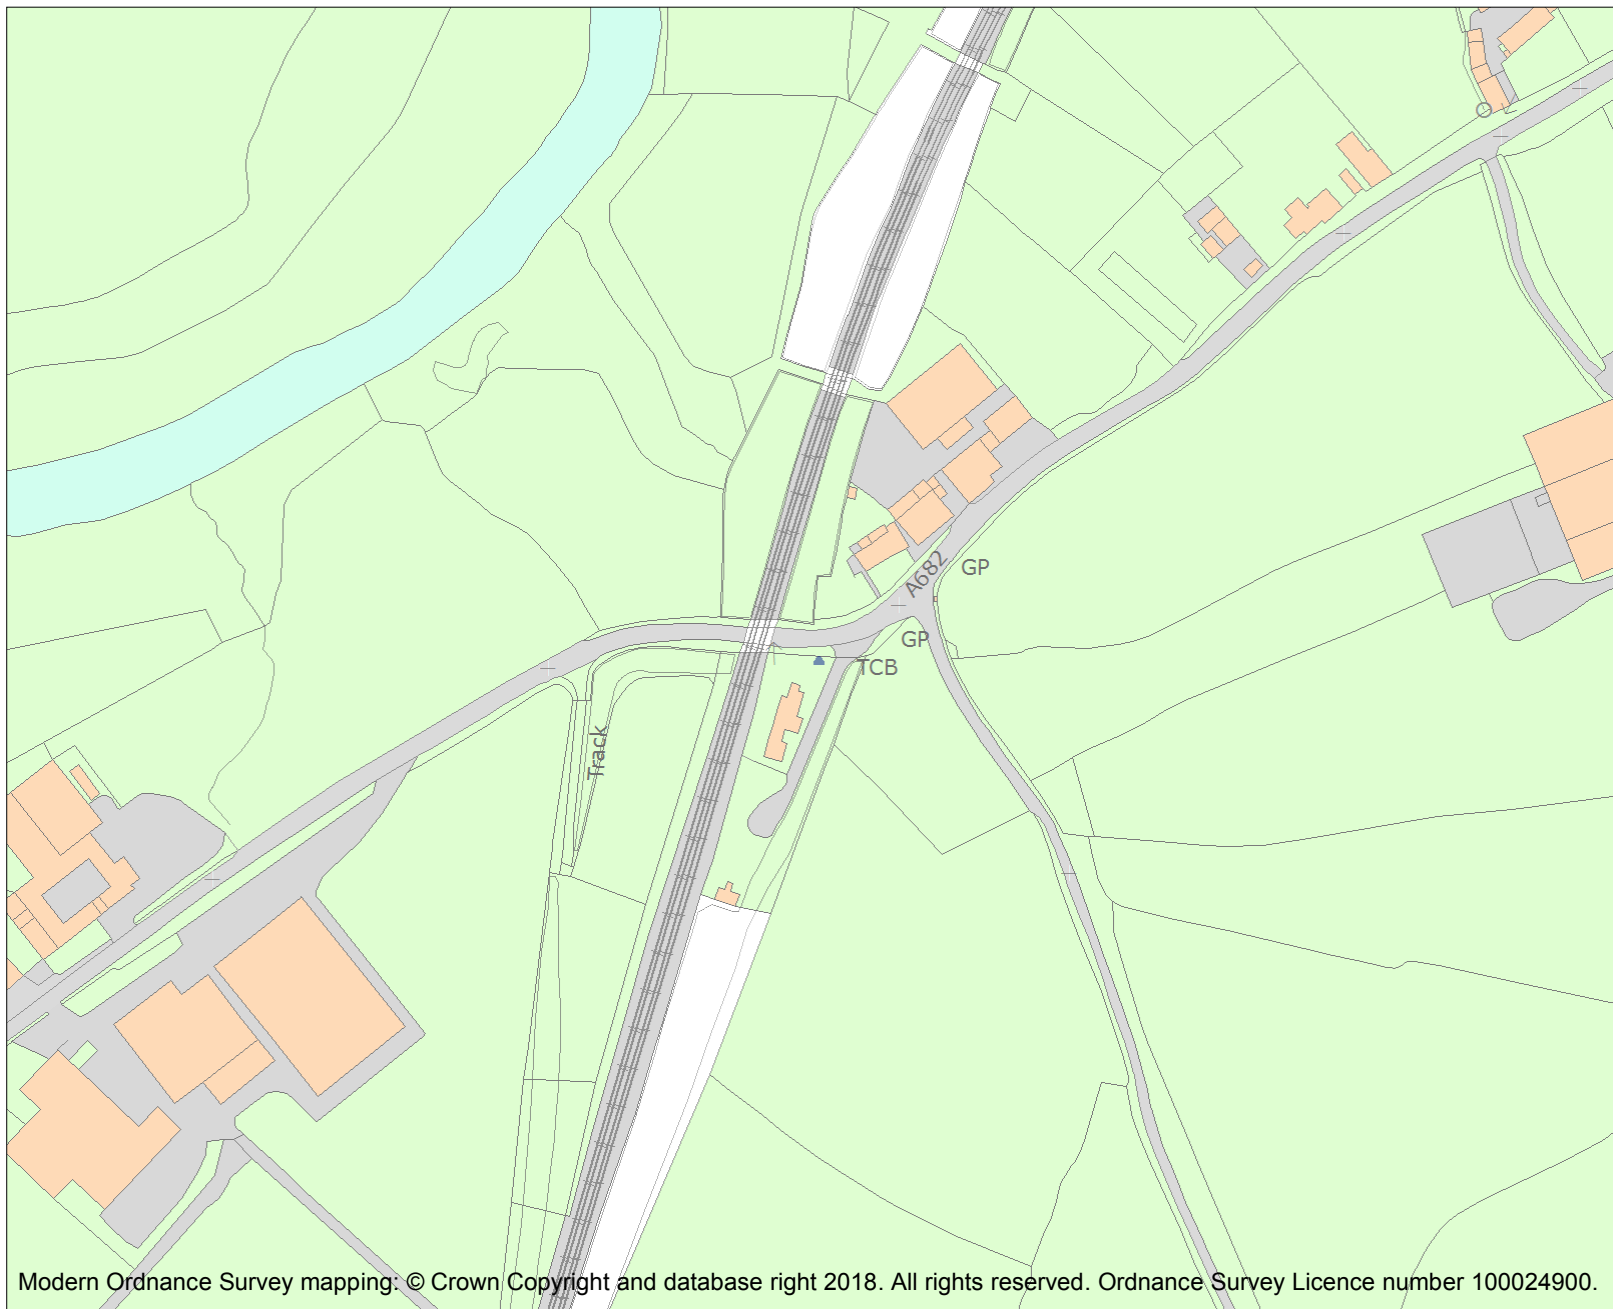 A682
GP
GP
TCB
Track
Modern Ordnance Survey mapping: © Crown Copyright and database right 2018. All rights reserved. Ordnance Survey Licence number 100024900.